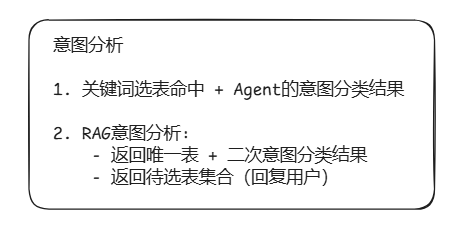 意图分析
1. 关键词选表命中 + Agent的意图分类结果
2. RAG意图分析:
- 返回唯一表 + 二次意图分类结果
- 返回待选表集合（回复用户）